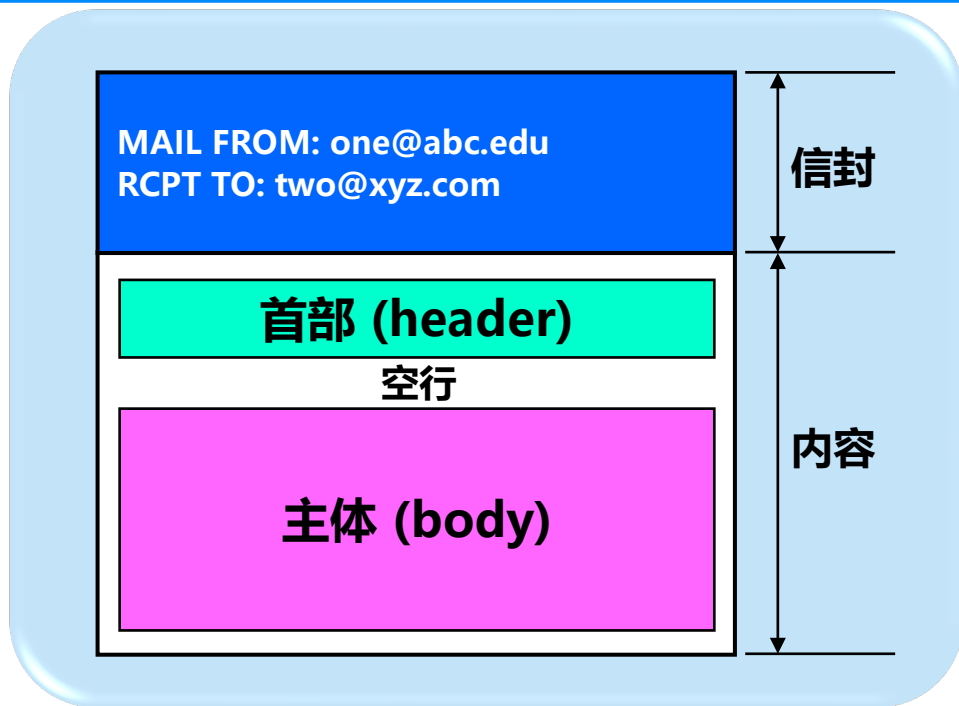 MAIL FROM: one@abc.edu
RCPT TO: two@xyz.com
信封
首部 (header)
空行
内容
主体 (body)